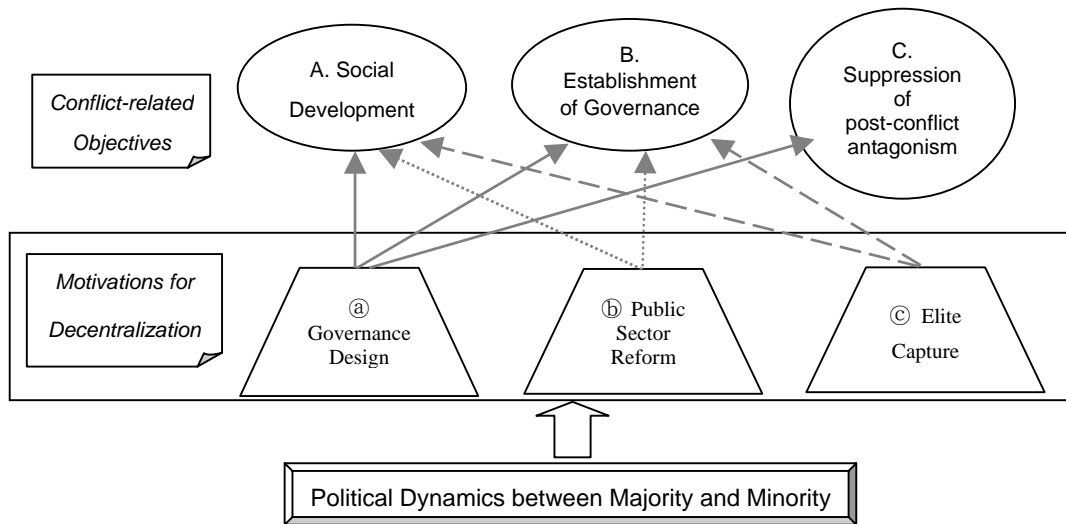 A. Social
Development
B.
Establishment
of Governance
C.
Suppression
of
post-conflict
antagonism
Conflict-related
Objectives
Motivations for
Decentralization
ⓐ
Governance
Design
ⓑ Public
Sector
Reform
ⓒ Elite
Capture
Political Dynamics between Majority and Minority